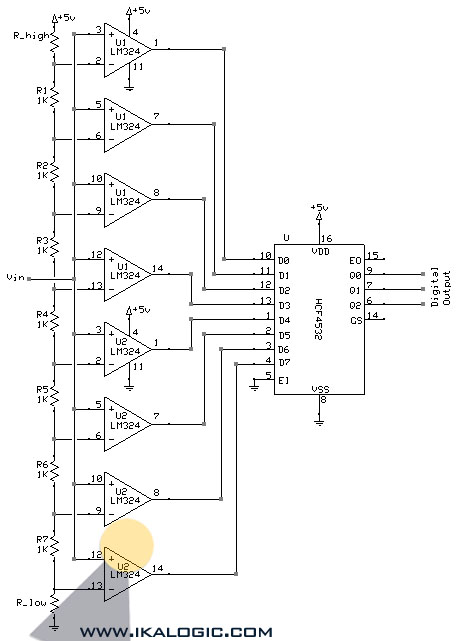 +5v
+5v
R_high
3
+
4
U1
1
LM324
2
−
11
R1
1K
5
+
U1
7
LM324
6
−
R2
1K
10
+
U1
8
LM324
9
−
R3
1K
12
+
U1
14
LM324
13
−
Vin
R4
1K
+5v
3
+
4
U2
1
LM324
2
−
11
R5
1K
5
+
U2
7
LM324
6
−
R6
1K
10
+
U2
8
LM324
9
−
R7
1K
12
+
U2
14
LM324
13
−
R_low
+5v
U
16
VDD
10 D0
11 D1
12 D2
13 D3
1 D4
2 D5
3 D6
4 D7
5 EI
HCF4532
EO 15
Q0 9
Q1 7
Q2 6
GS 14
VSS
8
Digital
Output
WWW.IKALOGIC.COM